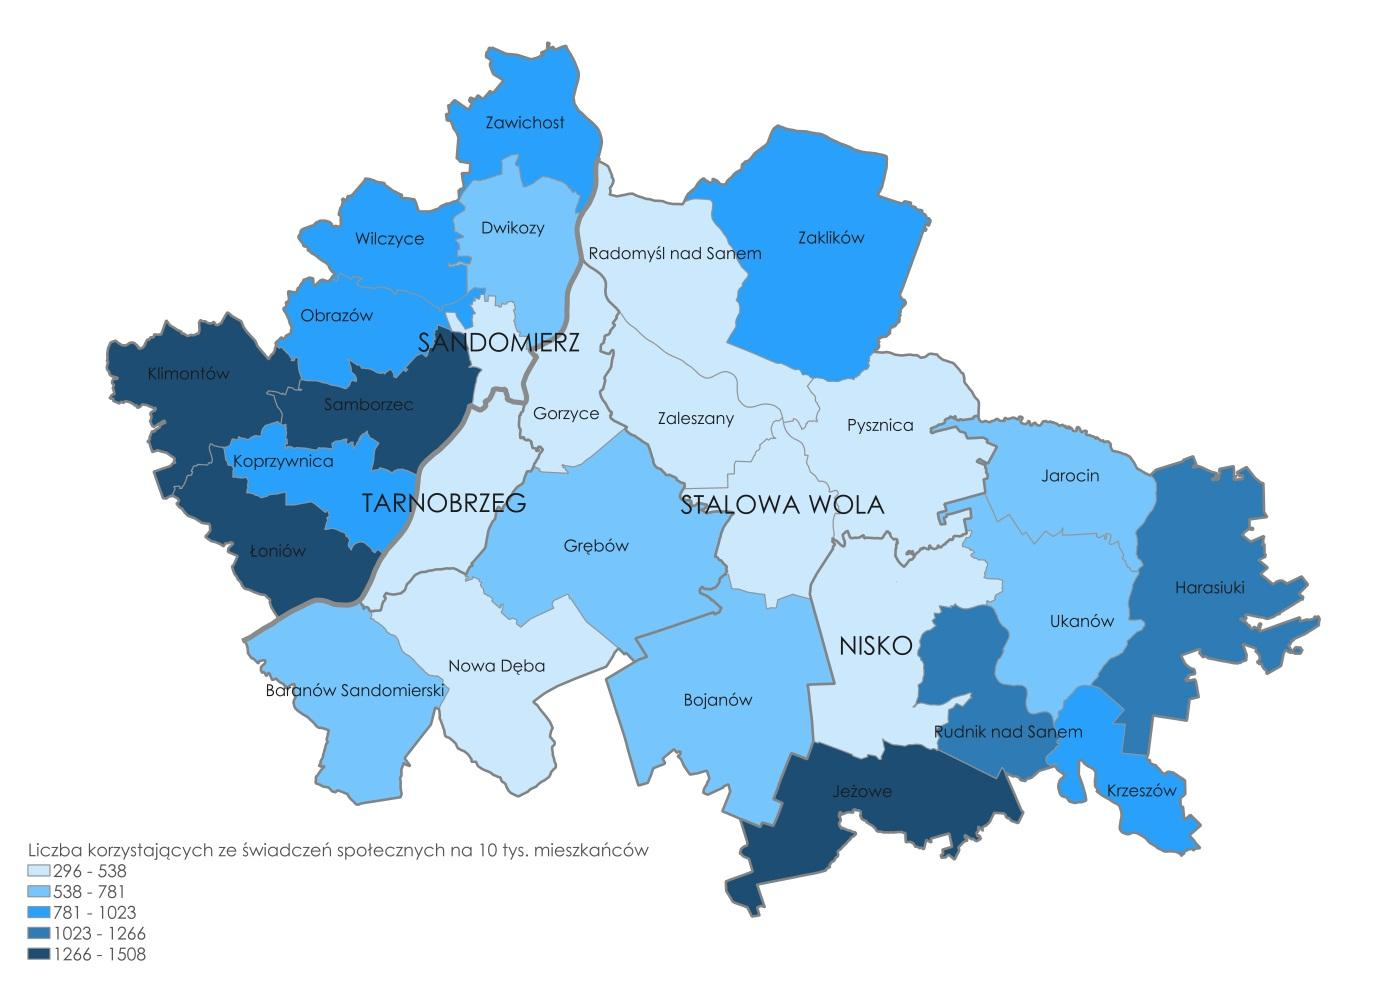 Zawichost
Dwikozy
Wilczyce
Zaklików
Radomyśl nad Sanem
Obrazów
SANDOMIERZ
Klimontów
Samborzec
Gorzyce
Zaleszany
Pysznica
Koprzywnica
Jarocin
TARNOBRZEG
STALOWA WOLA
Łoniów
Grębów
Harasiuki
Ukanów
NISKO
Nowa Dęba
Baranów Sandomierski
Bojanów
Rudnik nad Sanem
Jeżowe
Krzeszów
Liczba korzystających ze świadczeń społecznych na 10 tys. mieszkańców
296 - 538
538 - 781
781 - 1023
1023 - 1266
1266 - 1508